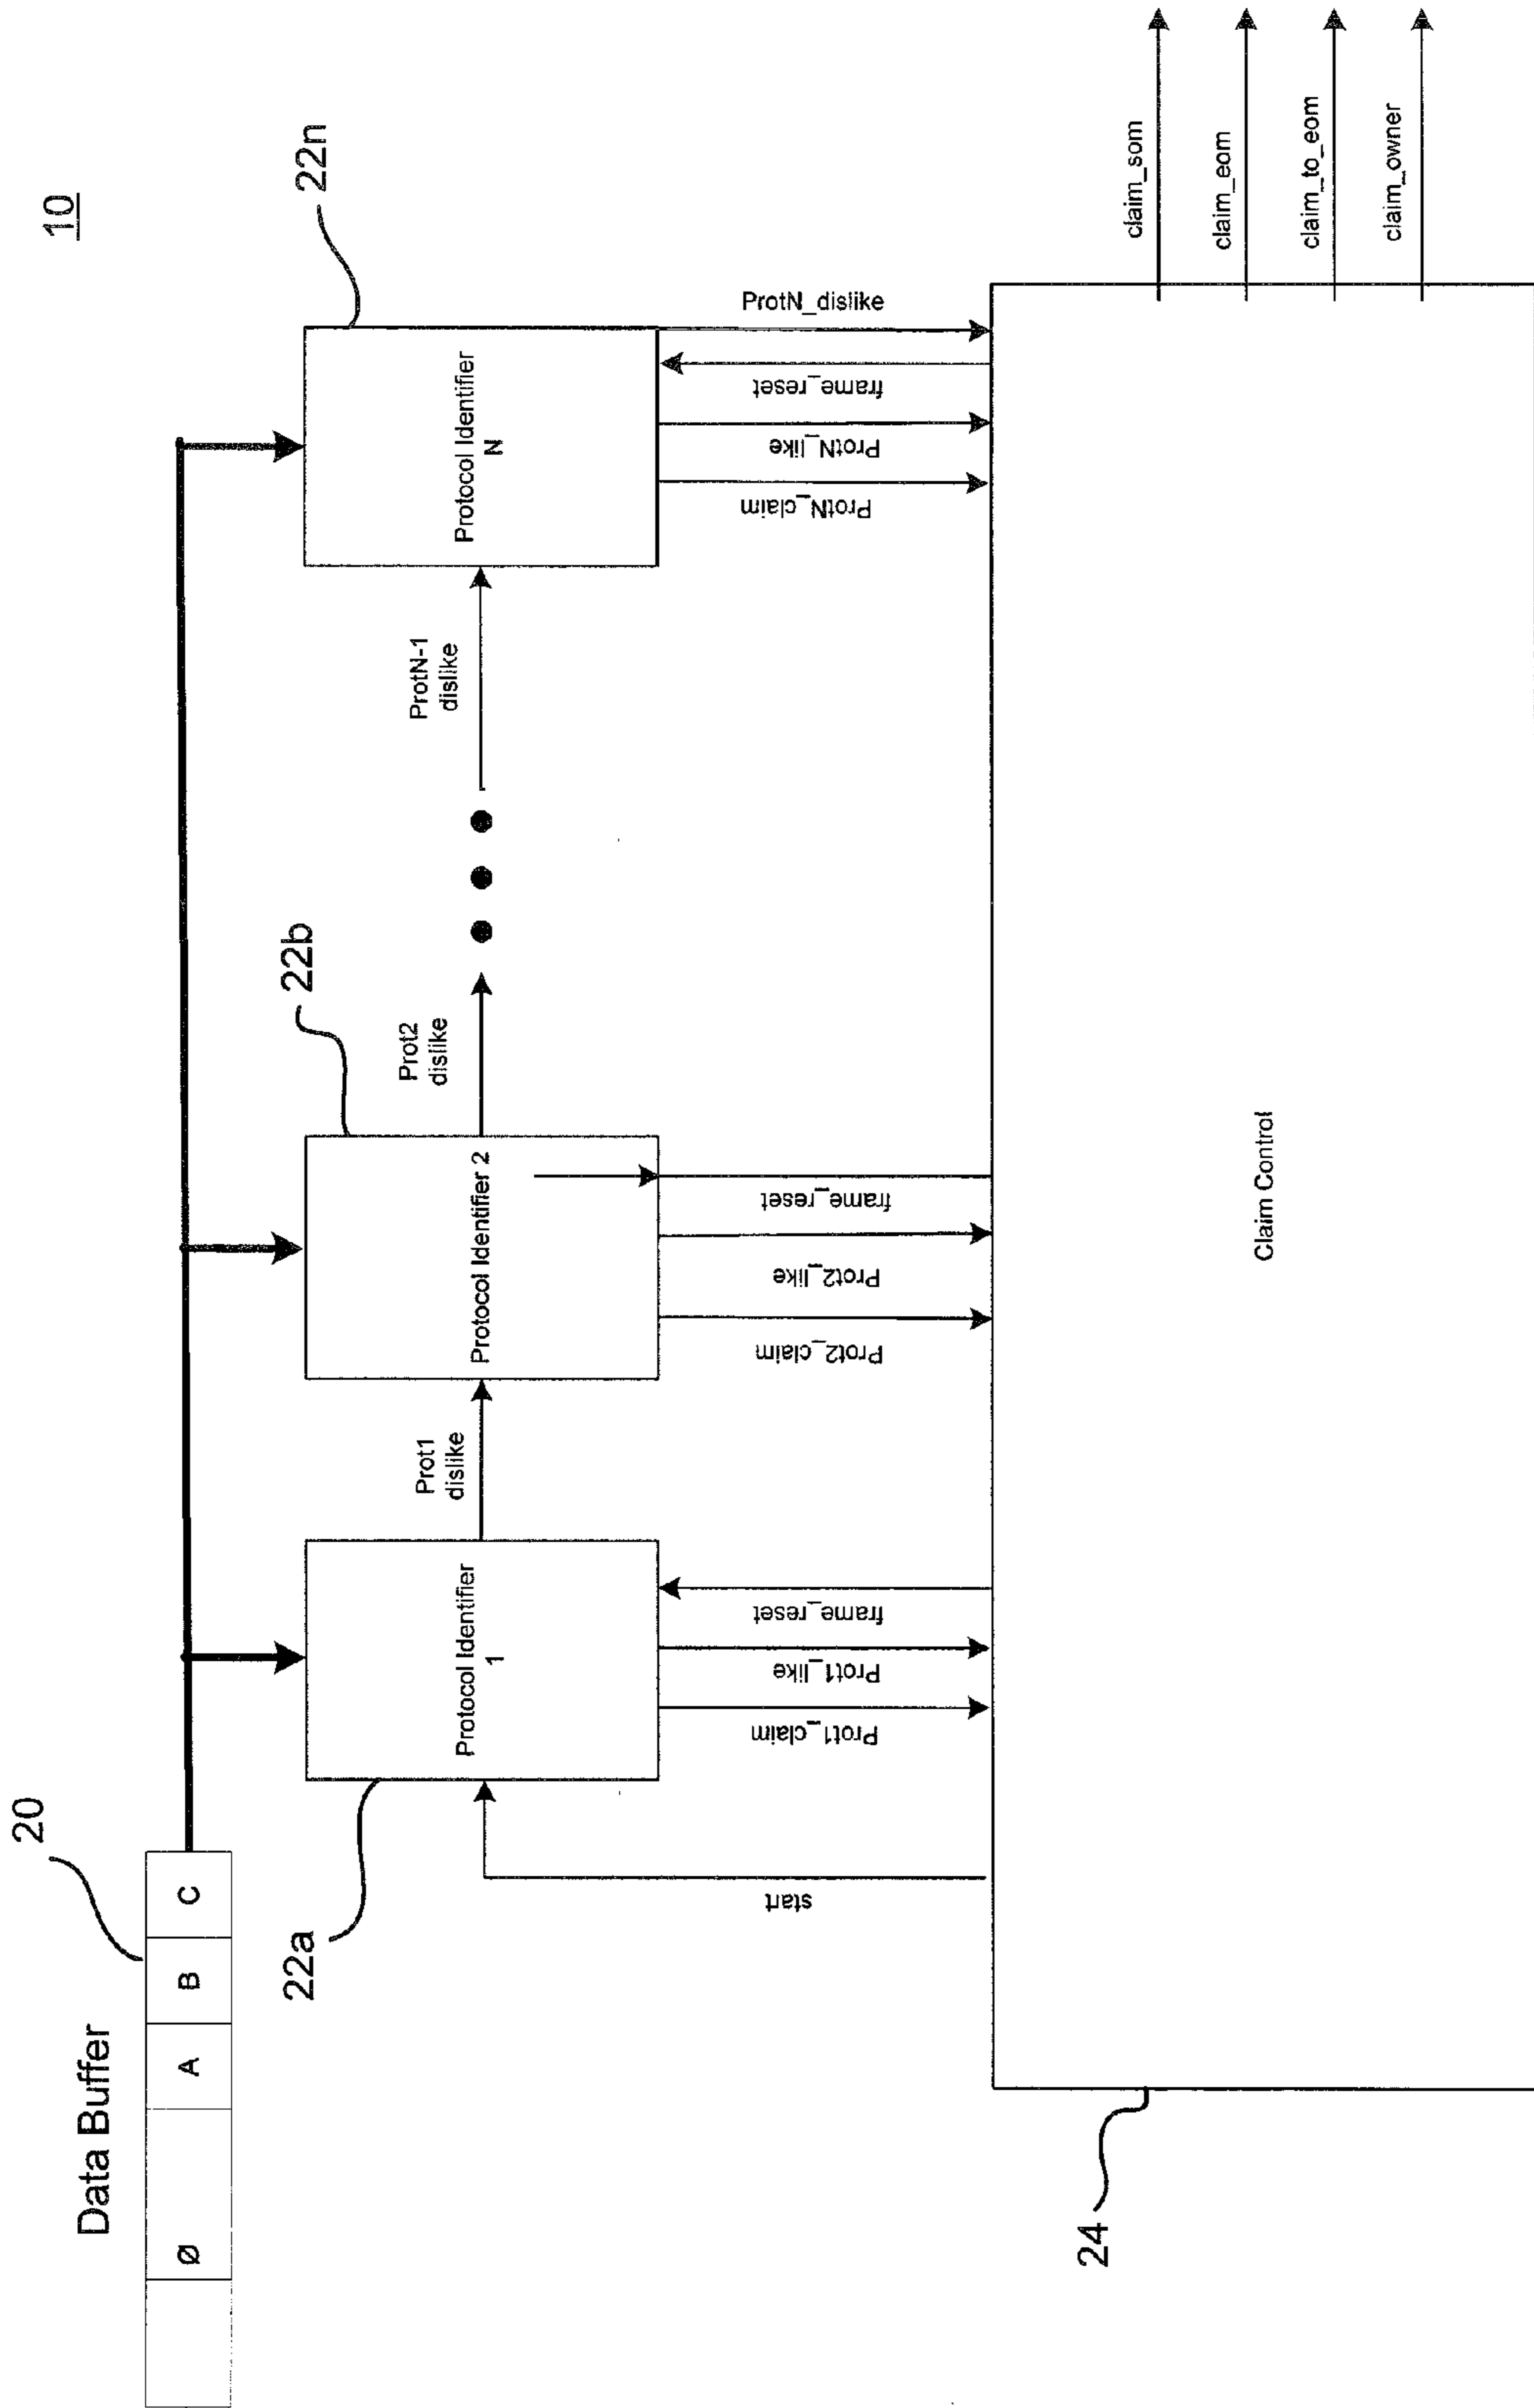 10
Data Buffer
20
Ø
A
B
C
22a
22b
22n
Protocol Identifier
1
Prot1
dislike
Protocol Identifier 2
Prot2
dislike
ProtN-1
dislike
Protocol Identifier
N
start
Prot1_claim
Prot1_like
frame_reset
Prot2_claim
Prot2_like
frame_reset
ProtN_claim
ProtN_like
frame_reset
ProtN_dislike
24
Claim Control
claim_som
claim_eom
claim_to_eom
claim_owner